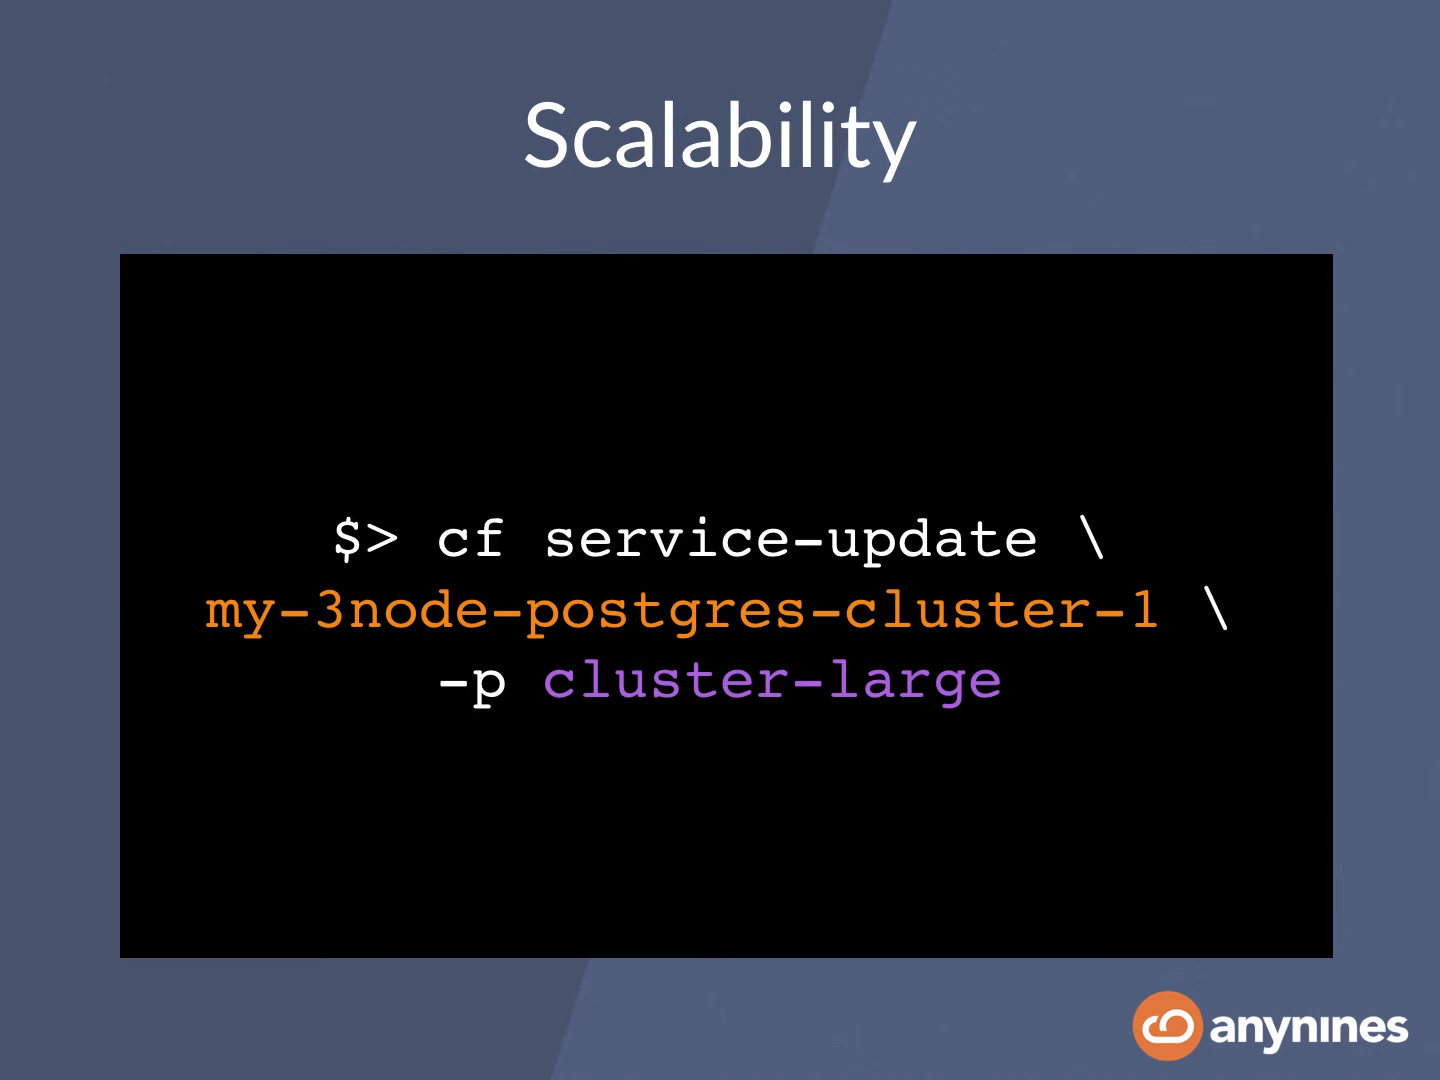 Scalability
$> cf service-update \
my-3node-postgres-cluster-1 \
-p cluster-large
anynines